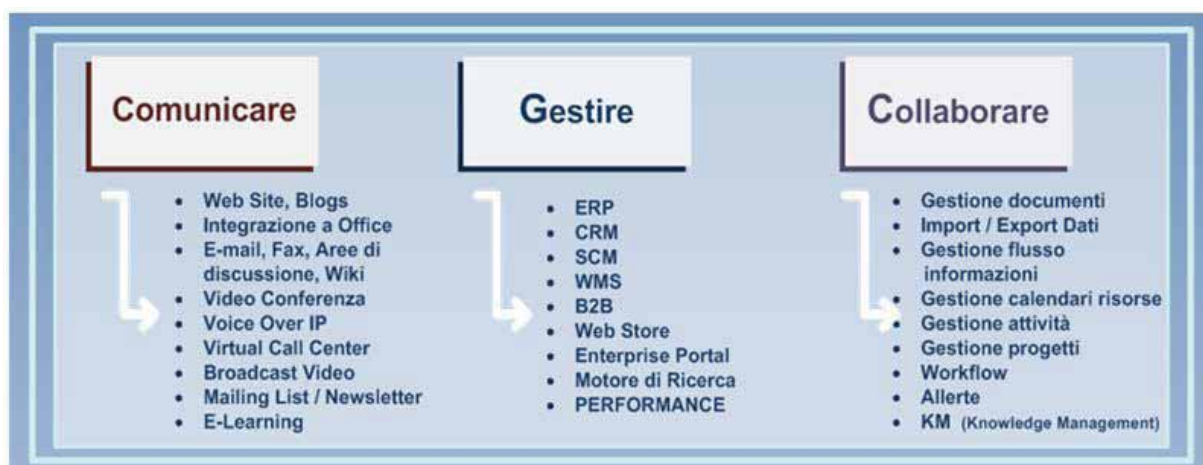 Comunicare
• Web Site, Blogs
• Integrazione a Office
• E-mail, Fax, Aree di
discussione, Wiki
• Video Conferenza
• Voice Over IP
• Virtual Call Center
• Broadcast Video
• Mailing List / Newsletter
• E-Learning
Gestire
• ERP
• CRM
• SCM
• WMS
• B2B
• Web Store
• Enterprise Portal
• Motore di Ricerca
• PERFORMANCE
Collaborare
• Gestione documenti
• Import / Export Dati
• Gestione flusso
informazioni
• Gestione calendari risorse
• Gestione attività
• Gestione progetti
• Workflow
• Allerte
• KM (Knowledge Management)